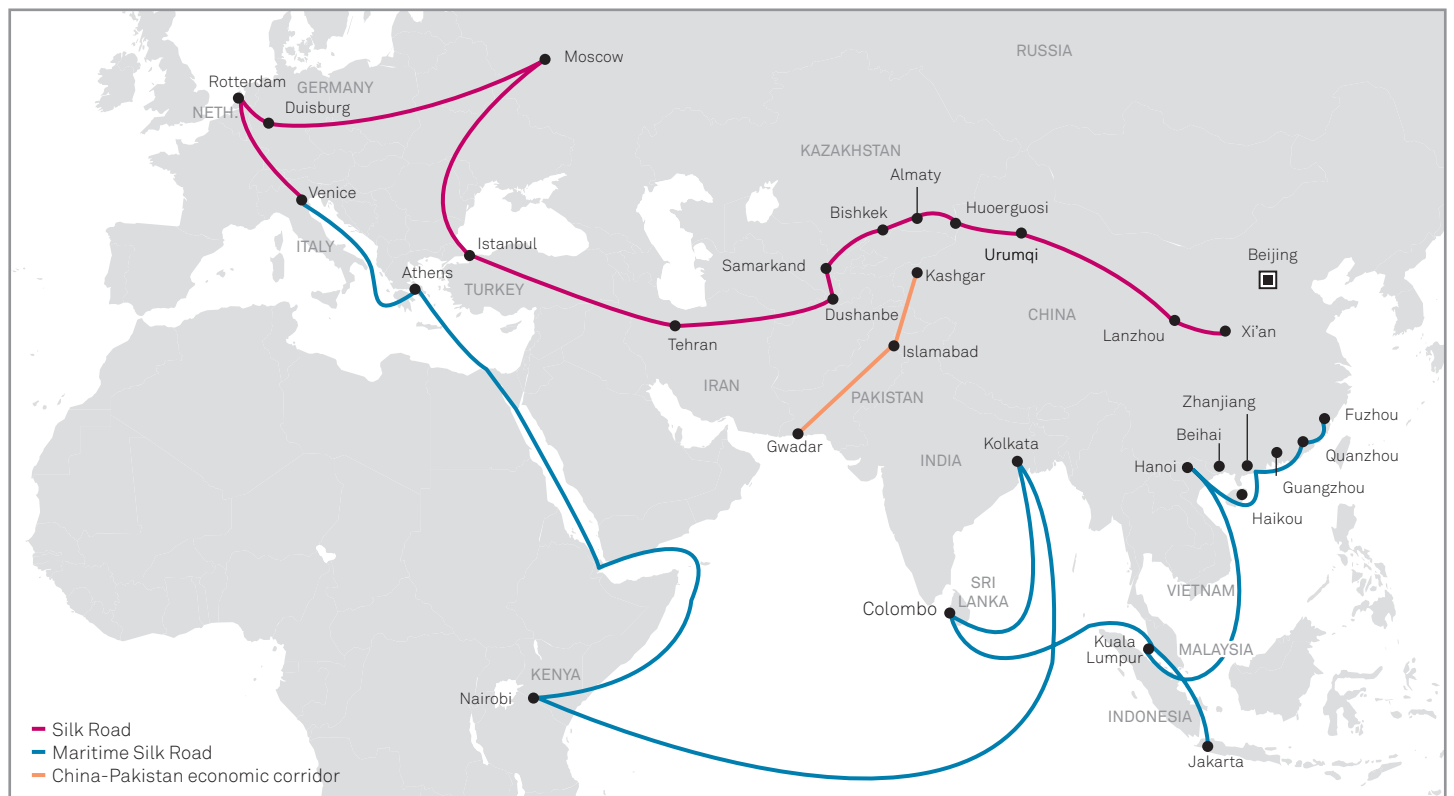 RUSSIA
Moscow
Rotterdam
GERMANY
NETH.
Duisburg
KAZAKHSTAN
Almaty
Venice
Bishkek
Huoerguosi
ITALY
Istanbul
Urumqi
Beijing
Athens
Samarkand
Kashgar
TURKEY
Dushanbe
CHINA
Lanzhou
Xi'an
Tehran
Islamabad
IRAN
PAKISTAN
Zhanjiang
Fuzhou
Gwadar
Kolkata
Beihai
INDIA
Hanoi
Quanzhou
Guangzhou
Haikou
SRI
LANKA
Colombo
VIETNAM
Kuala
Lumpur
MALAYSIA
KENYA
Nairobi
INDONESIA
Jakarta
Silk Road
Maritime Silk Road
China-Pakistan economic corridor